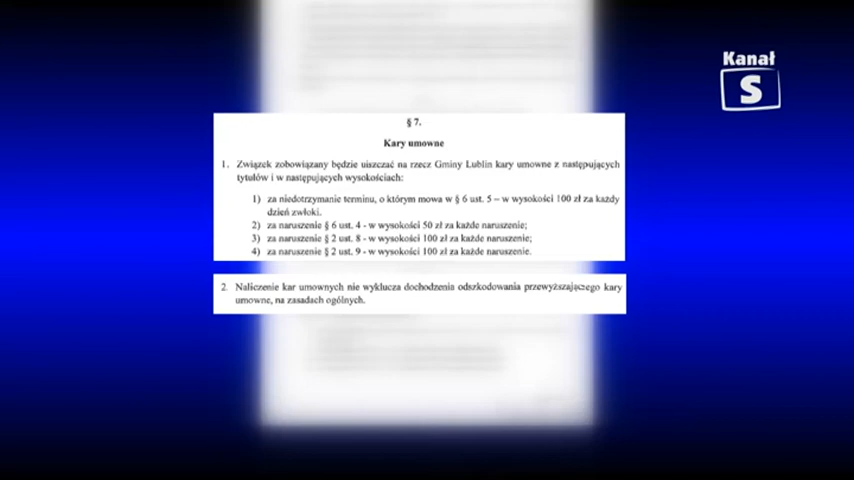 Kanał
S
§ 7.
Kary umowne
1. Związek zobowiązany będzie uiszczać na rzecz Gminy Lublin kary umowne z następujących
tytułów i w następujących wysokościach:
1) za niedotrzymanie terminu, o którym mowa w § 6 ust. 5 – w wysokości 100 zł za każdy
dzień zwłoki.
2) za naruszenie § 6 ust. 4 - w wysokości 50 zł za każde naruszenie;
3) za naruszenie § 2 ust. 8 - w wysokości 100 zł za każde naruszenie;
4) za naruszenie § 2 ust. 9 - w wysokości 100 zł za każde naruszenie.
2. Naliczenie kar umownych nie wyklucza dochodzenia odszkodowania przewyższającego kary
umowne, na zasadach ogólnych.